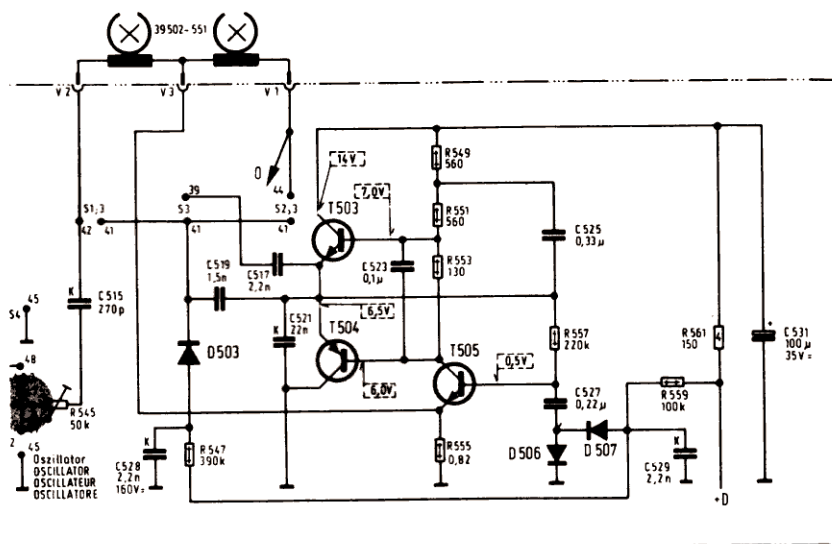 39502-551
V2
V3
V1
0
14V
R549
560
39
44
7,0V
S1;3
S3
S2;3
T503
R551
560
42
41
41
41
C525
0,33µ
C519
1,5n
C517
2,2n
C523
0,1µ
R553
130
45
K
C515
270p
6,5V
S4
K
C521
22n
T504
R557
220k
R561
150
4
+
C531
100µ
35V=
D503
T505
48
6,0V
0,5V
R559
100k
C527
0,22µ
R545
50k
2
45
Oszillator
OSCILLATOR
OSCILLATEUR
OSCILLATORE
K
C528
2,2n
160V=
R547
390k
R555
0,82
D506
D507
K
C529
2,2n
+D